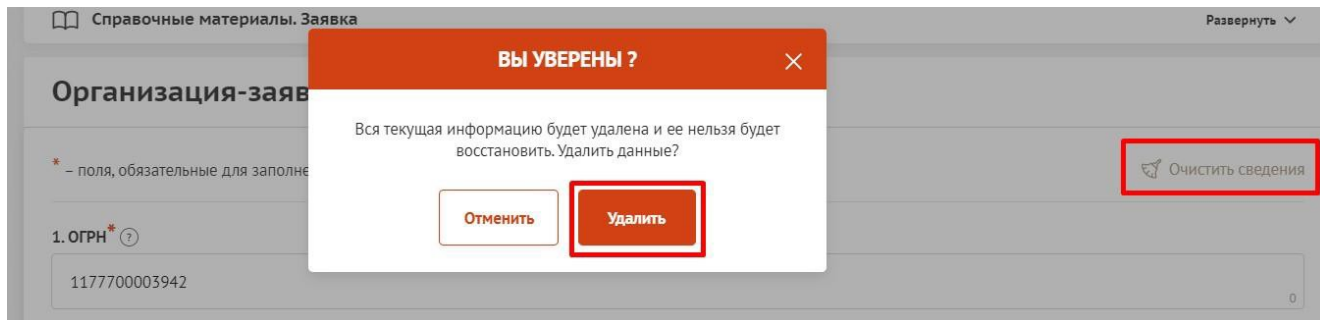 Справочные материалы. Заявка
Развернуть
ВЫ УВЕРЕНЫ ?
Организация-заяв
Вся текущая информацию будет удалена и ее нельзя будет
восстановить. Удалить данные?
* – поля, обязательные для заполне
Очистить сведения
Отменить
Удалить
1. ОГРН* ?
1177700003942
0